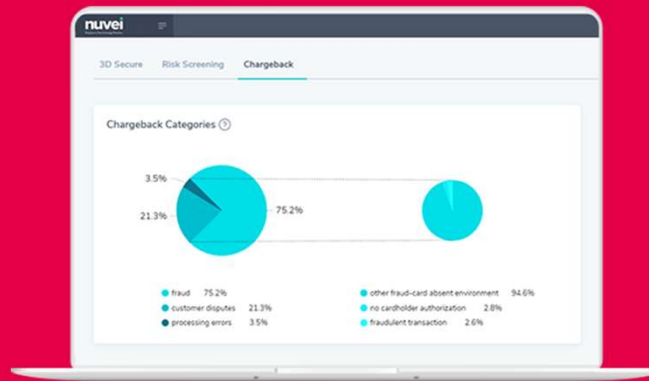 nuvei
3D Secure Risk Screening Chargeback
Chargeback Categories ?
3.5%
21.3%
75.2%
fraud 75.2%
customer disputes 21.3%
processing errors 3.5%
other fraud-card absent environment 94.6%
no cardholder authorization 2.8%
fraudulent transaction 2.6%